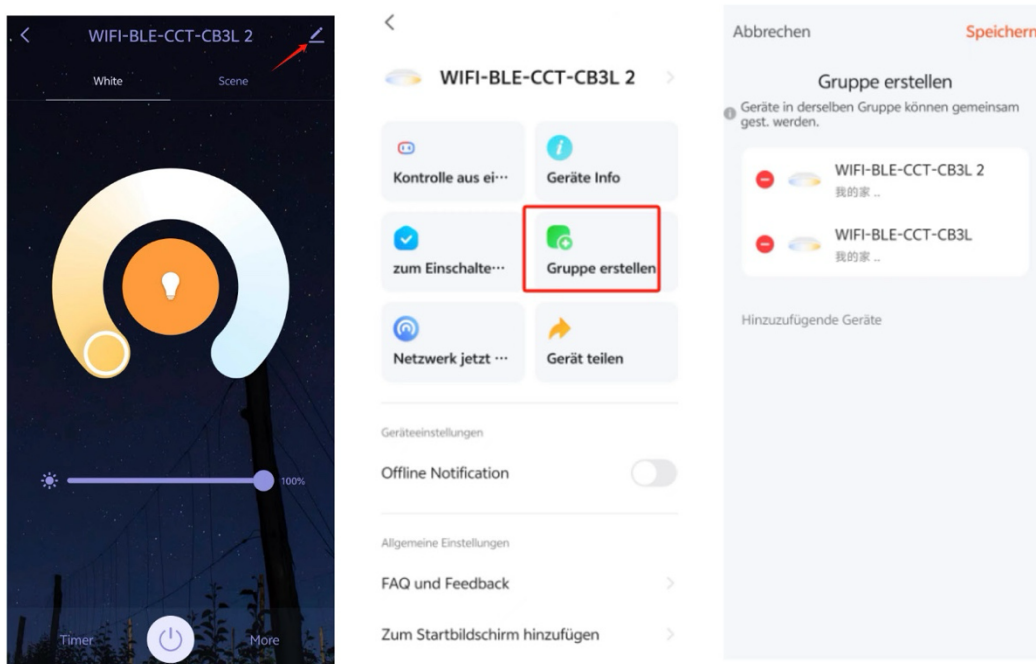 WIFI-BLE-CCT-CB3L 2
White
Scene
100%
Timer
More
WIFI-BLE-CCT-CB3L 2
Kontrolle aus ei···
Geräte Info
zum Einschalte···
Gruppe erstellen
Netzwerk jetzt ···
Gerät teilen
Geräteeinstellungen
Offline Notification
Allgemeine Einstellungen
FAQ und Feedback
Zum Startbildschirm hinzufügen
Abbrechen
Speichern
Gruppe erstellen
Geräte in derselben Gruppe können gemeinsam
gest. werden.
WIFI-BLE-CCT-CB3L 2
我的家 ..
WIFI-BLE-CCT-CB3L
我的家 ..
Hinzuzufügende Geräte